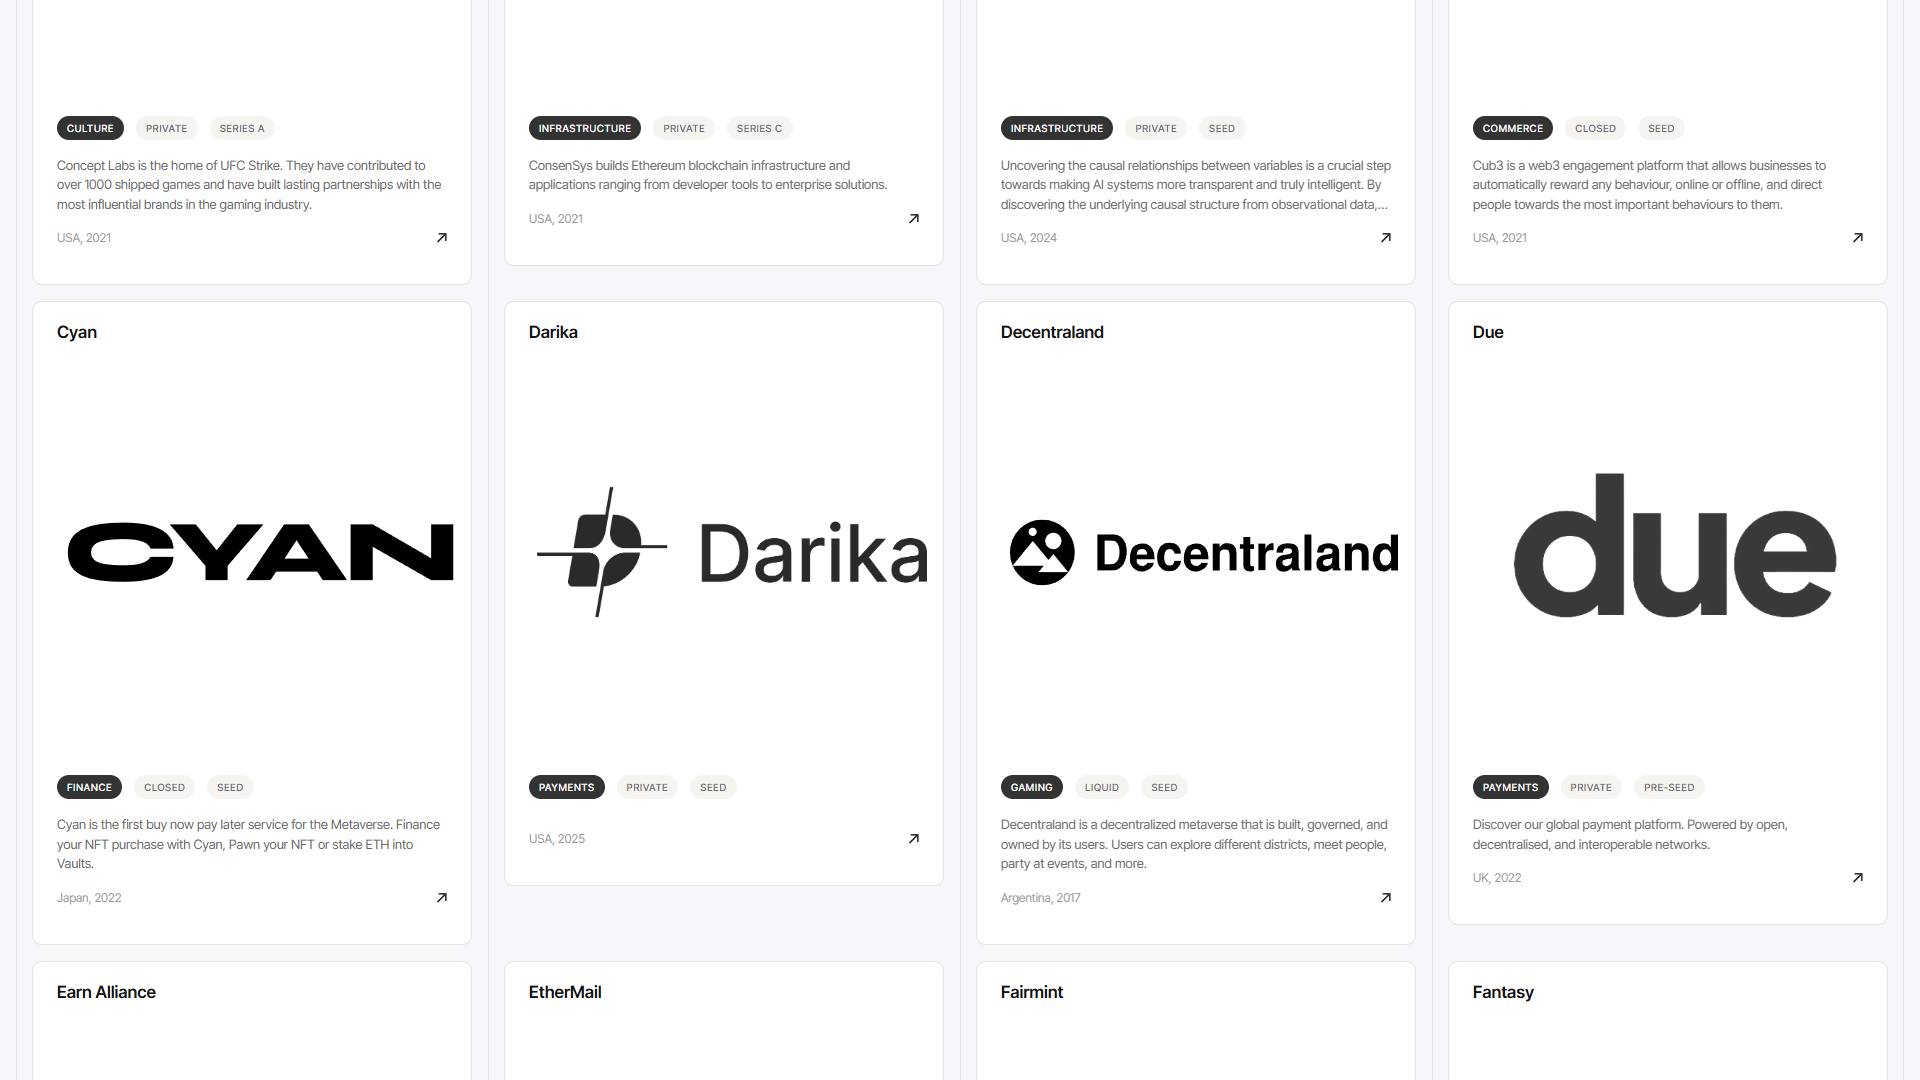 CULTURE PRIVATE SERIES A
Concept Labs is the home of UFC Strike. They have contributed to
over 1000 shipped games and have built lasting partnerships with the
most influential brands in the gaming industry.
USA, 2021
INFRASTRUCTURE PRIVATE SERIES C
ConsenSys builds Ethereum blockchain infrastructure and
applications ranging from developer tools to enterprise solutions.
USA, 2021
INFRASTRUCTURE PRIVATE SEED
Uncovering the causal relationships between variables is a crucial step
towards making AI systems more transparent and truly intelligent. By
discovering the underlying causal structure from observational data,...
USA, 2024
COMMERCE CLOSED SEED
Cub3 is a web3 engagement platform that allows businesses to
automatically reward any behaviour, online or offline, and direct
people towards the most important behaviours to them.
USA, 2021
Cyan
CYAN
FINANCE CLOSED SEED
Cyan is the first buy now pay later service for the Metaverse. Finance
your NFT purchase with Cyan, Pawn your NFT or stake ETH into
Vaults.
Japan, 2022
Darika
Darika
PAYMENTS PRIVATE SEED
USA, 2025
Decentraland
Decentraland
GAMING LIQUID SEED
Decentraland is a decentralized metaverse that is built, governed, and
owned by its users. Users can explore different districts, meet people,
party at events, and more.
Argentina, 2017
Due
due
PAYMENTS PRIVATE PRE-SEED
Discover our global payment platform. Powered by open,
decentralised, and interoperable networks.
UK, 2022
Earn Alliance
EtherMail
Fairmint
Fantasy